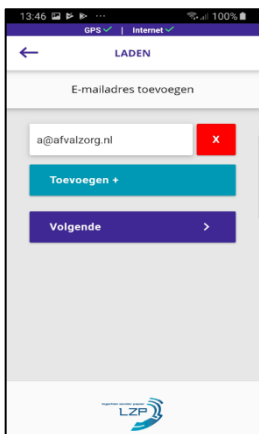 13:46 100%
GPS | Internet
LADEN
E-mailadres toevoegen
a@afvalzorg.nl X
Toevoegen +
Volgende
LZP